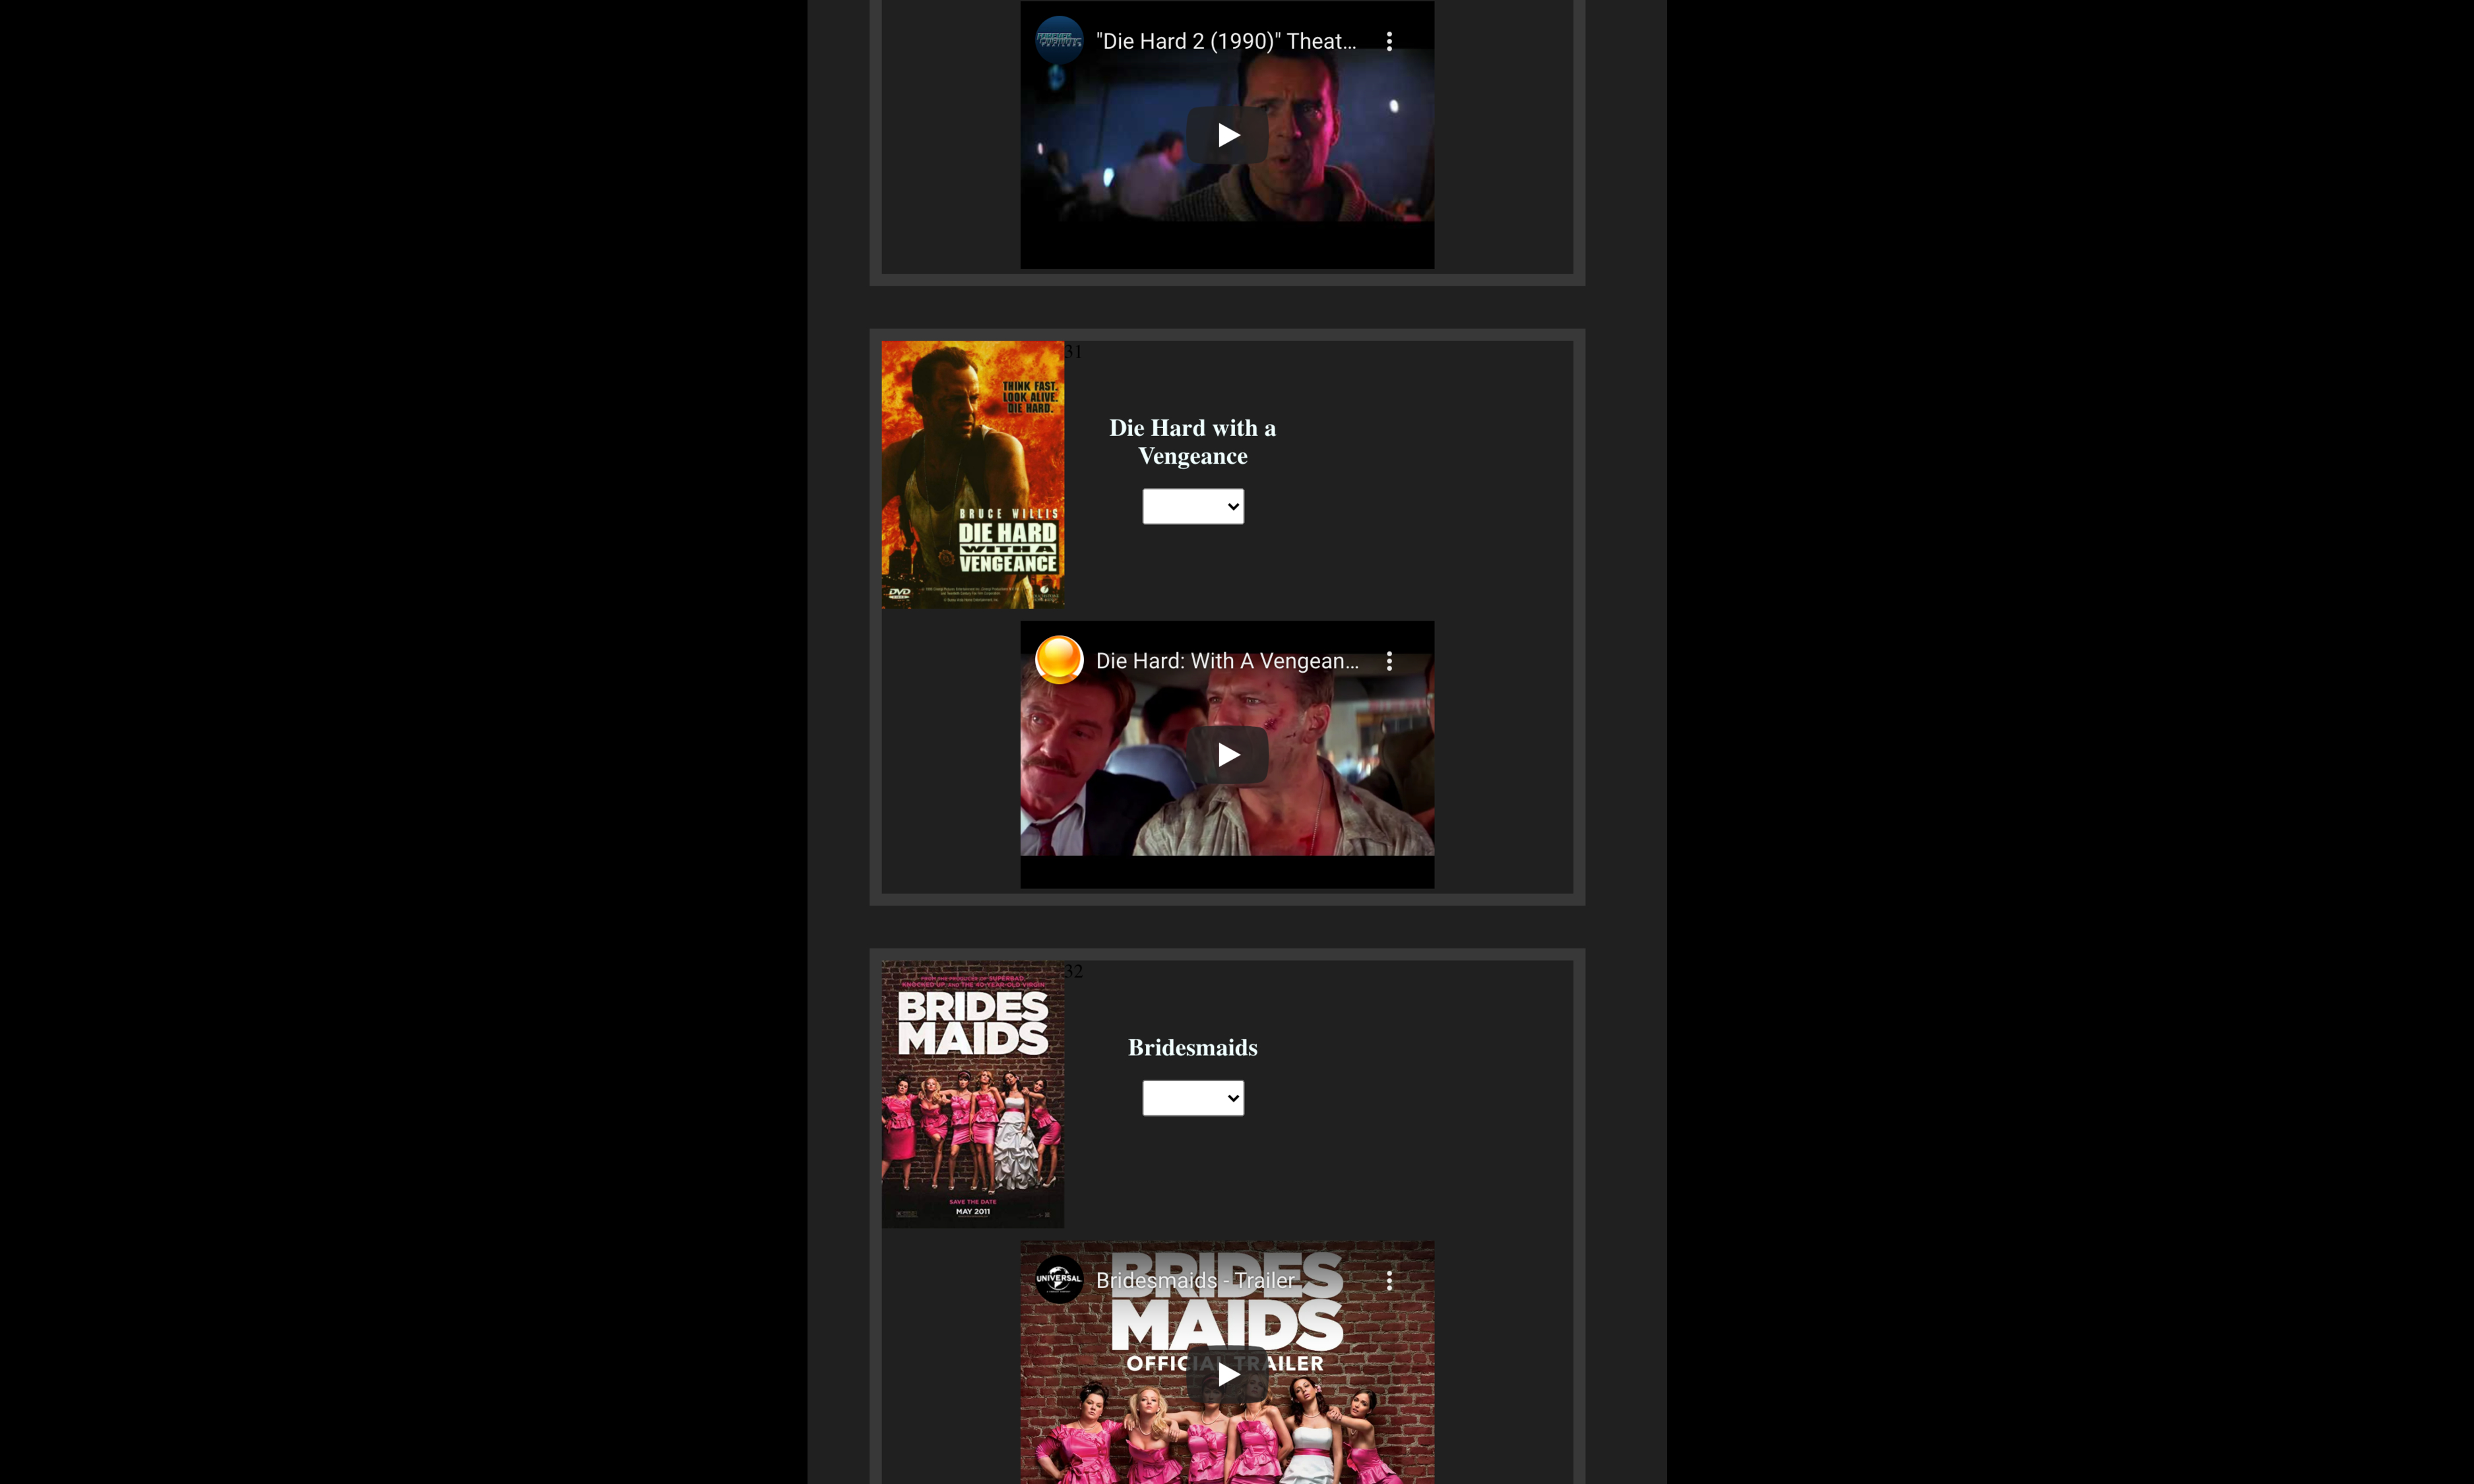 "Die Hard 2 (1990)" Theat...
31
THINK FAST.
LOOK ALIVE.
DIE HARD.
Die Hard with a
Vengeance
BRUCE WILLIS
DIE HARD
WITH A
VENGEANCE
DVD
Die Hard: With A Vengean...
32
FROM THE PRODUCERS OF SUPERBAD,
KNOCKED UP AND THE 40-YEAR-OLD VIRGIN
BRIDES
MAIDS
Bridesmaids
SAVE THE DATE
MAY 2011
BRIDES
UNIVERSAL
Bridesmaids - Trailer
MAIDS
OFFICIAL TRAILER